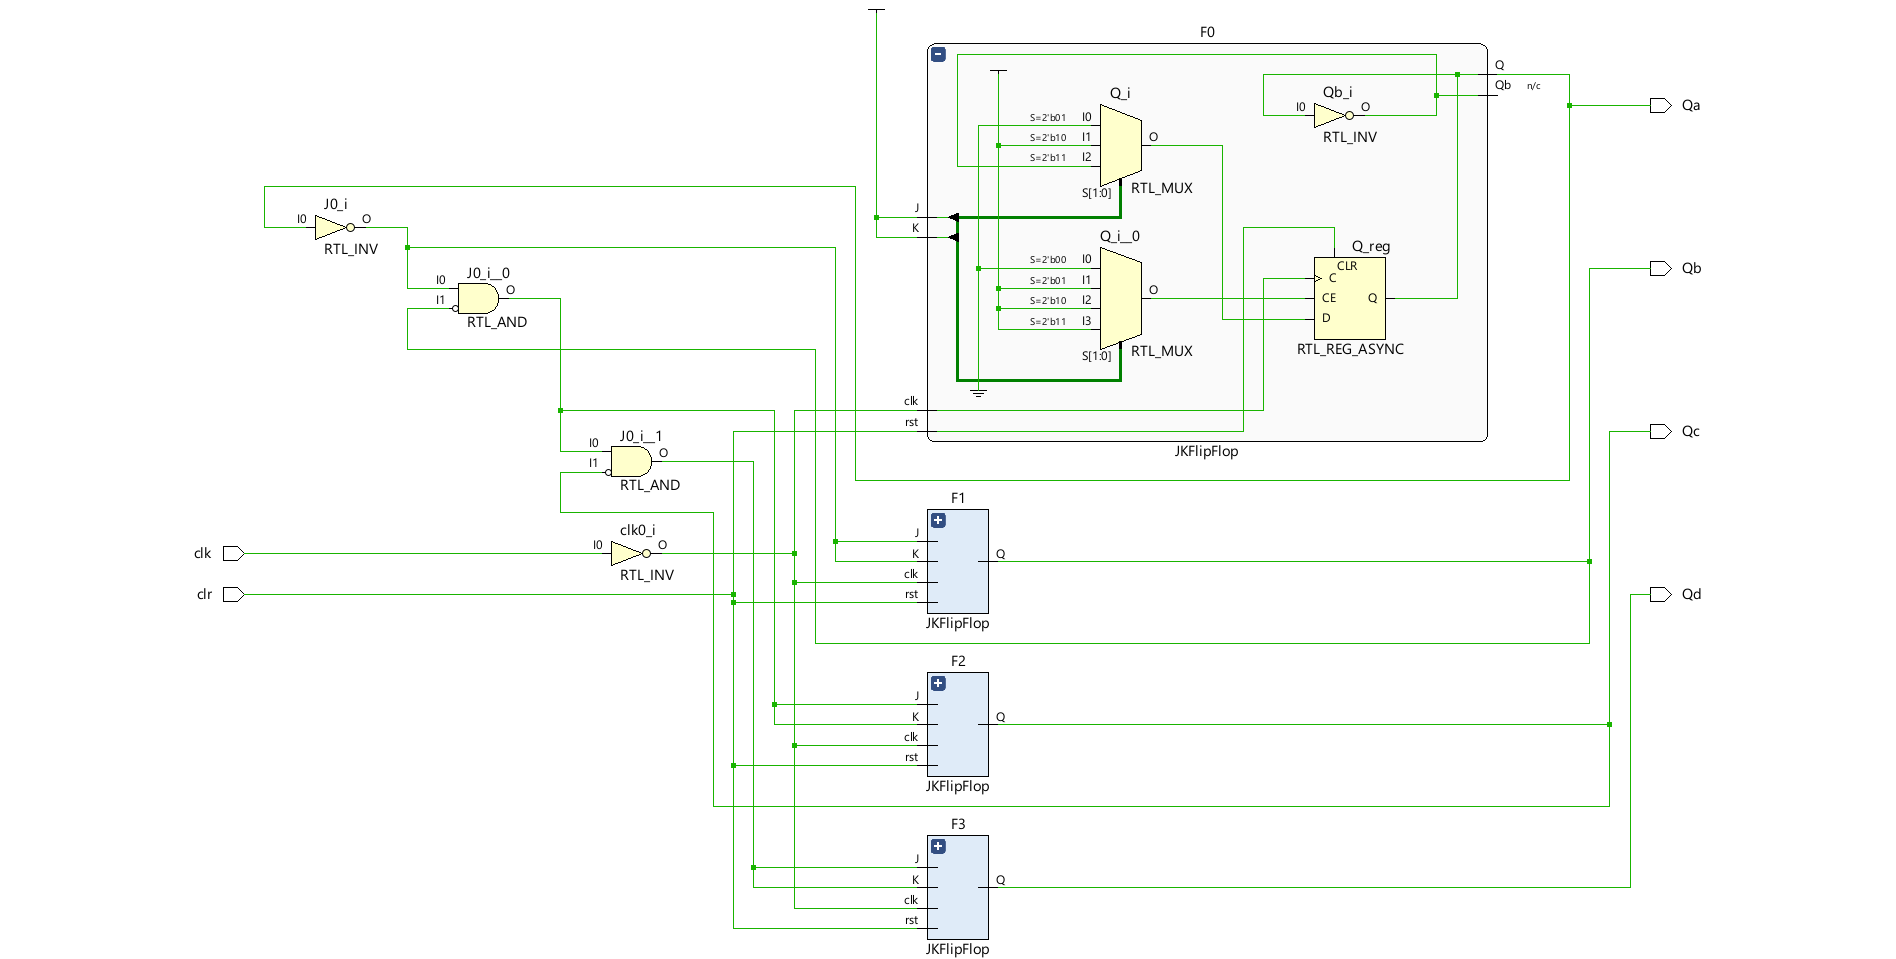 F0
Q
Qb n/c
Qb_i
I0 O
RTL_INV
Q_i
S=2'b01 I0
S=2'b10 I1
S=2'b11 I2
O
S[1:0]
RTL_MUX
Qa
J
K
J0_i
I0 O
RTL_INV
Q_i__0
S=2'b00 I0
S=2'b01 I1
S=2'b10 I2
S=2'b11 I3
O
S[1:0]
RTL_MUX
Q_reg
CLR
C
CE Q
D
RTL_REG_ASYNC
Qb
J0_i__0
I0
I1
O
RTL_AND
clk
rst
JKFlipFlop
Qc
J0_i__1
I0
I1
O
RTL_AND
F1
J
K
clk
rst
Q
JKFlipFlop
clk0_i
I0 O
RTL_INV
clk
clr
Qd
F2
J
K
clk
rst
Q
JKFlipFlop
F3
J
K
clk
rst
Q
JKFlipFlop